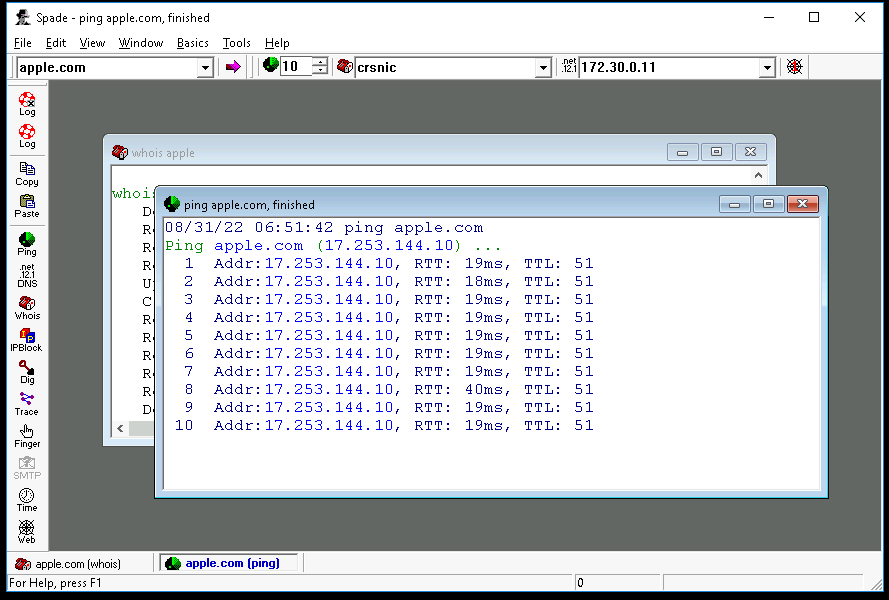 Spade - ping apple.com, finished
File Edit View Window Basics Tools Help
apple.com 10 crsnic .net 12.1 172.30.0.11
Log
Log
Copy
Paste
Ping
.net
12.1
DNS
Whois
IPBlock
Dig
Trace
Finger
SMTP
Time
Web
whois apple
whois
ping apple.com, finished
08/31/22 06:51:42 ping apple.com
Ping apple.com (17.253.144.10) ...
1 Addr:17.253.144.10, RTT: 19ms, TTL: 51
2 Addr:17.253.144.10, RTT: 18ms, TTL: 51
3 Addr:17.253.144.10, RTT: 19ms, TTL: 51
4 Addr:17.253.144.10, RTT: 19ms, TTL: 51
5 Addr:17.253.144.10, RTT: 19ms, TTL: 51
6 Addr:17.253.144.10, RTT: 19ms, TTL: 51
7 Addr:17.253.144.10, RTT: 19ms, TTL: 51
8 Addr:17.253.144.10, RTT: 40ms, TTL: 51
9 Addr:17.253.144.10, RTT: 19ms, TTL: 51
10 Addr:17.253.144.10, RTT: 19ms, TTL: 51
apple.com (whois) apple.com (ping)
For Help, press F1 0